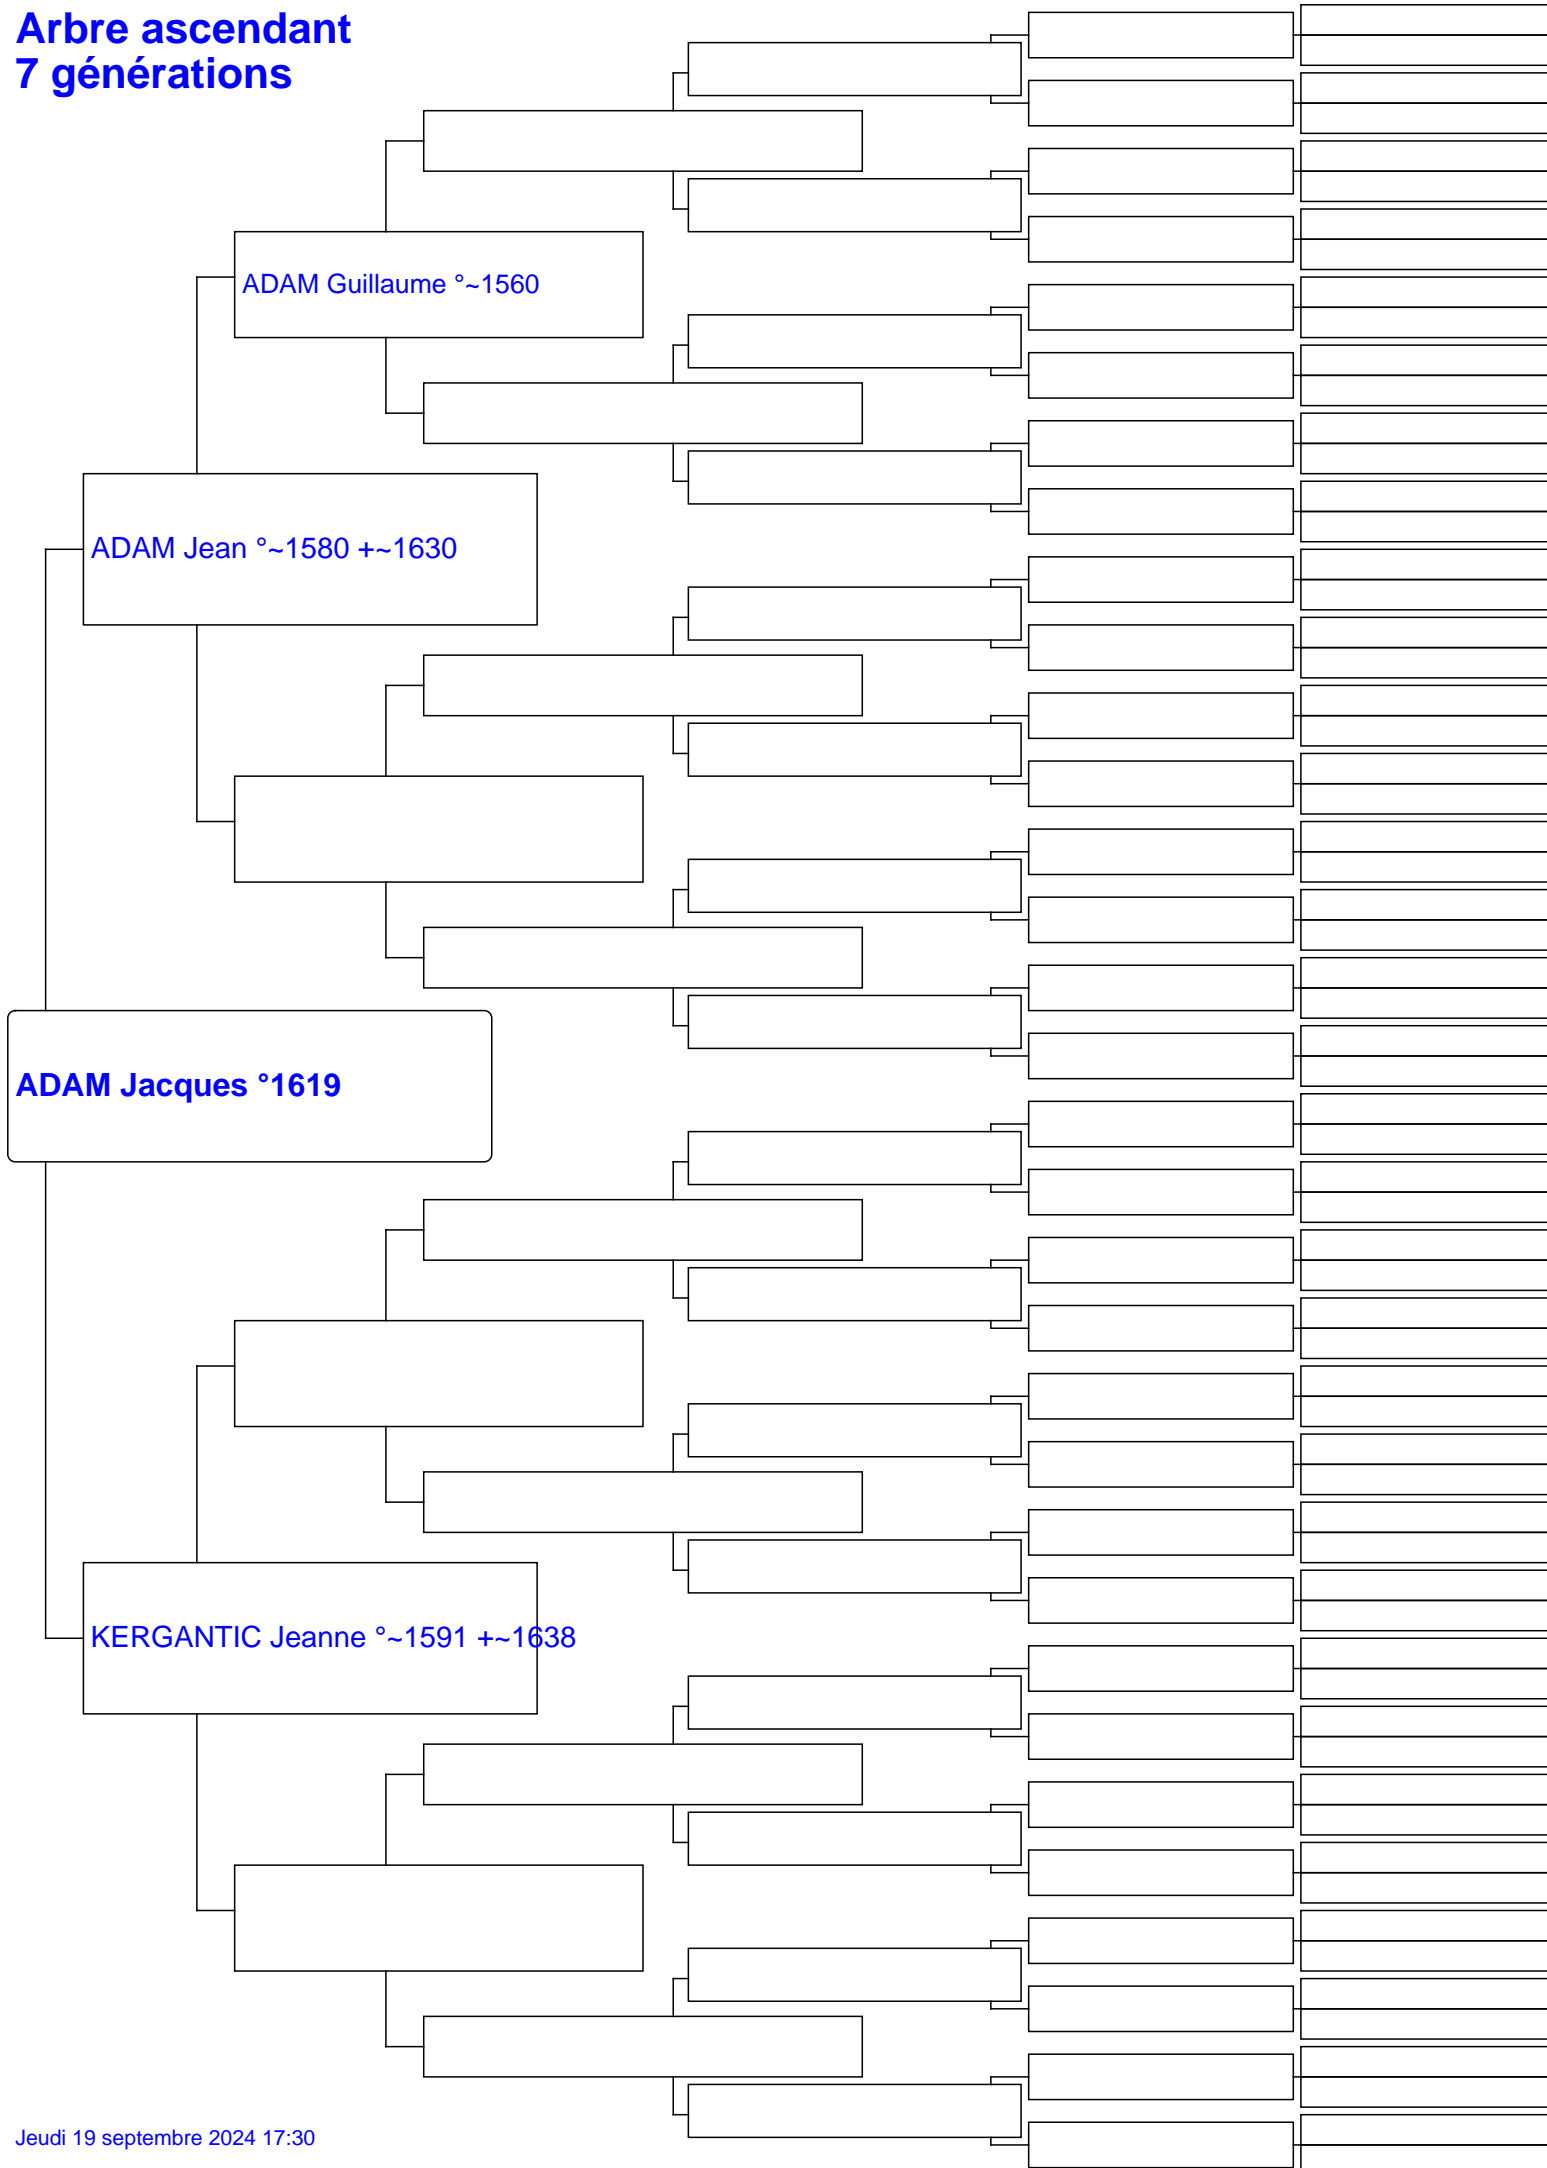 Arbre ascendant
7 générations
ADAM Guillaume °~1560
ADAM Jean °~1580 +~1630
ADAM Jacques °1619
KERGANTIC Jeanne °~1591 +~1638
Jeudi 19 septembre 2024 17:30